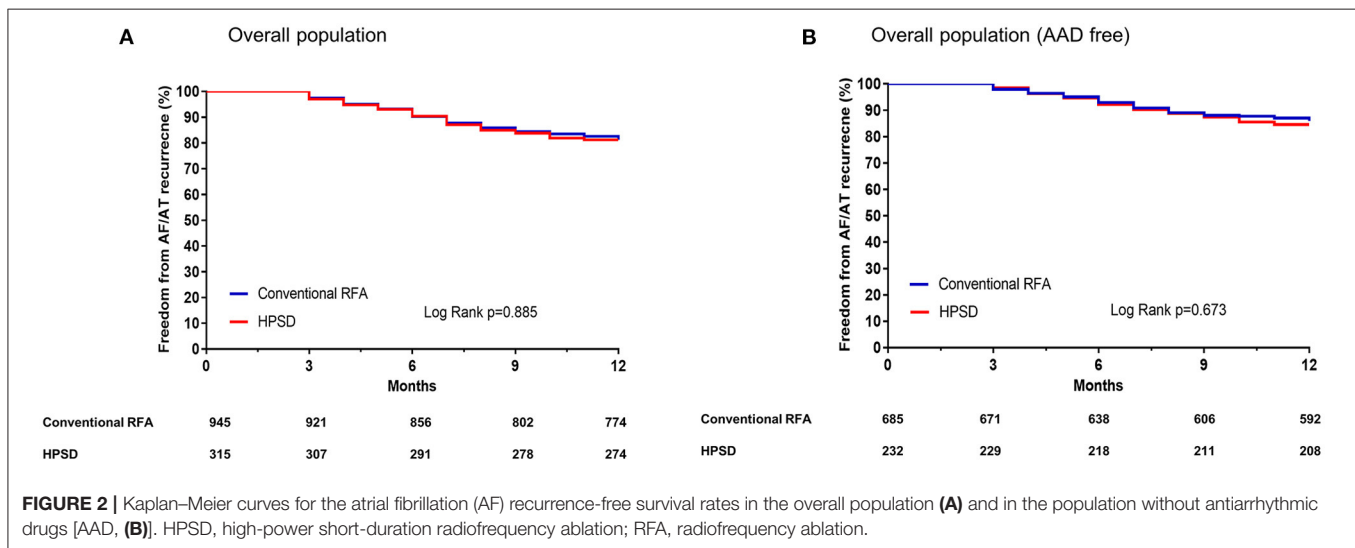 A Overall population
Freedom from AF/AT recurrecne (%)
100
90
80
70
60
50
40
30
20
10
0
Conventional RFA
HPSD
Log Rank p=0.885
0 3 6 9 12
Months
Conventional RFA 945 921 856 802 774
HPSD 315 307 291 278 274
B Overall population (AAD free)
Freedom from AF/AT recurrecne (%)
100
90
80
70
60
50
40
30
20
10
0
Conventional RFA
HPSD
Log Rank p=0.673
0 3 6 9 12
Months
Conventional RFA 685 671 638 606 592
HPSD 232 229 218 211 208
FIGURE 2 | Kaplan–Meier curves for the atrial fibrillation (AF) recurrence-free survival rates in the overall population (A) and in the population without antiarrhythmic
drugs [AAD, (B)]. HPSD, high-power short-duration radiofrequency ablation; RFA, radiofrequency ablation.